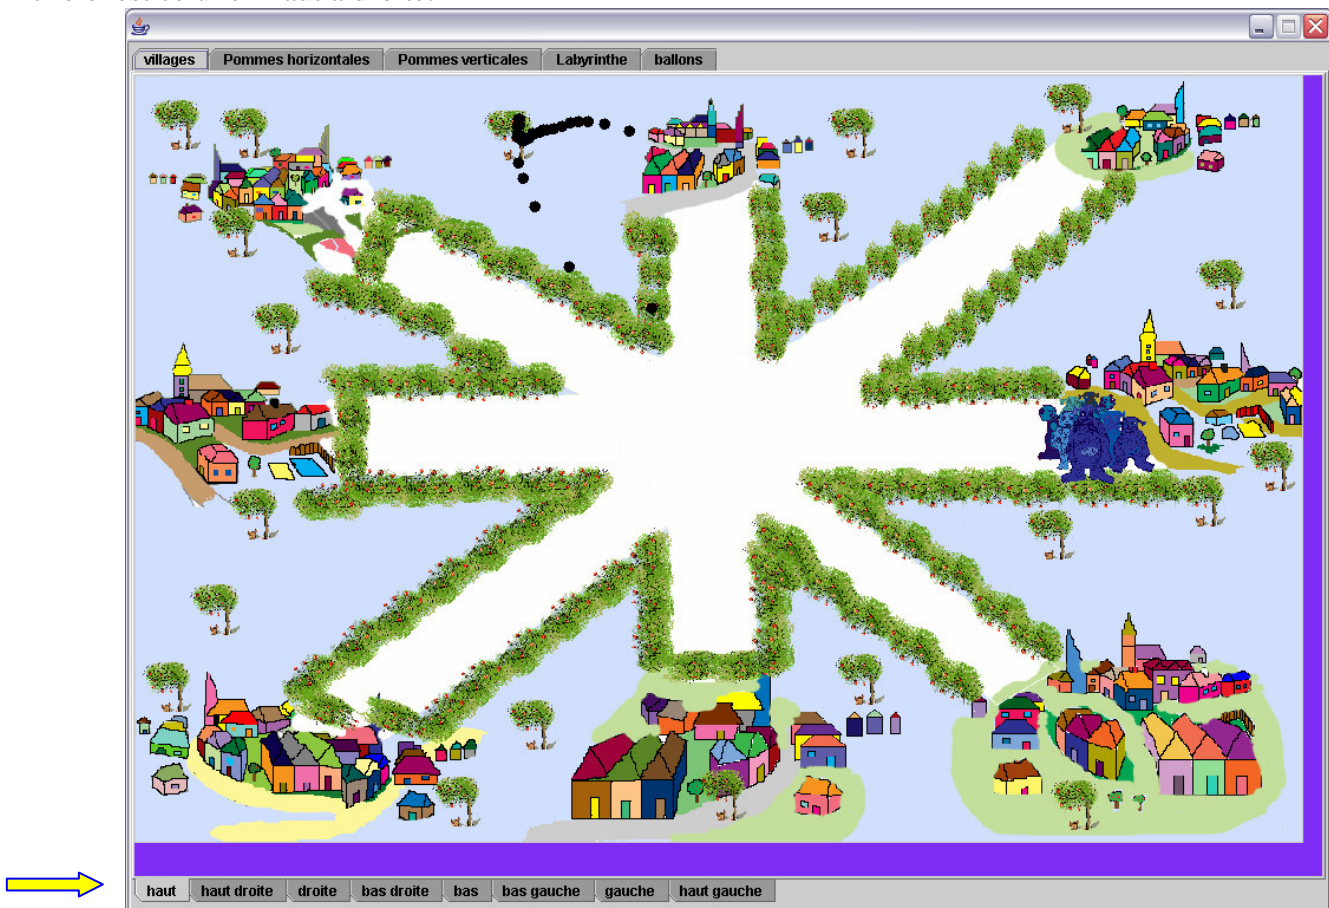 villages Pommes horizontales Pommes verticales Labyrinthe ballons
haut haut droite droite bas droite bas bas gauche gauche haut gauche